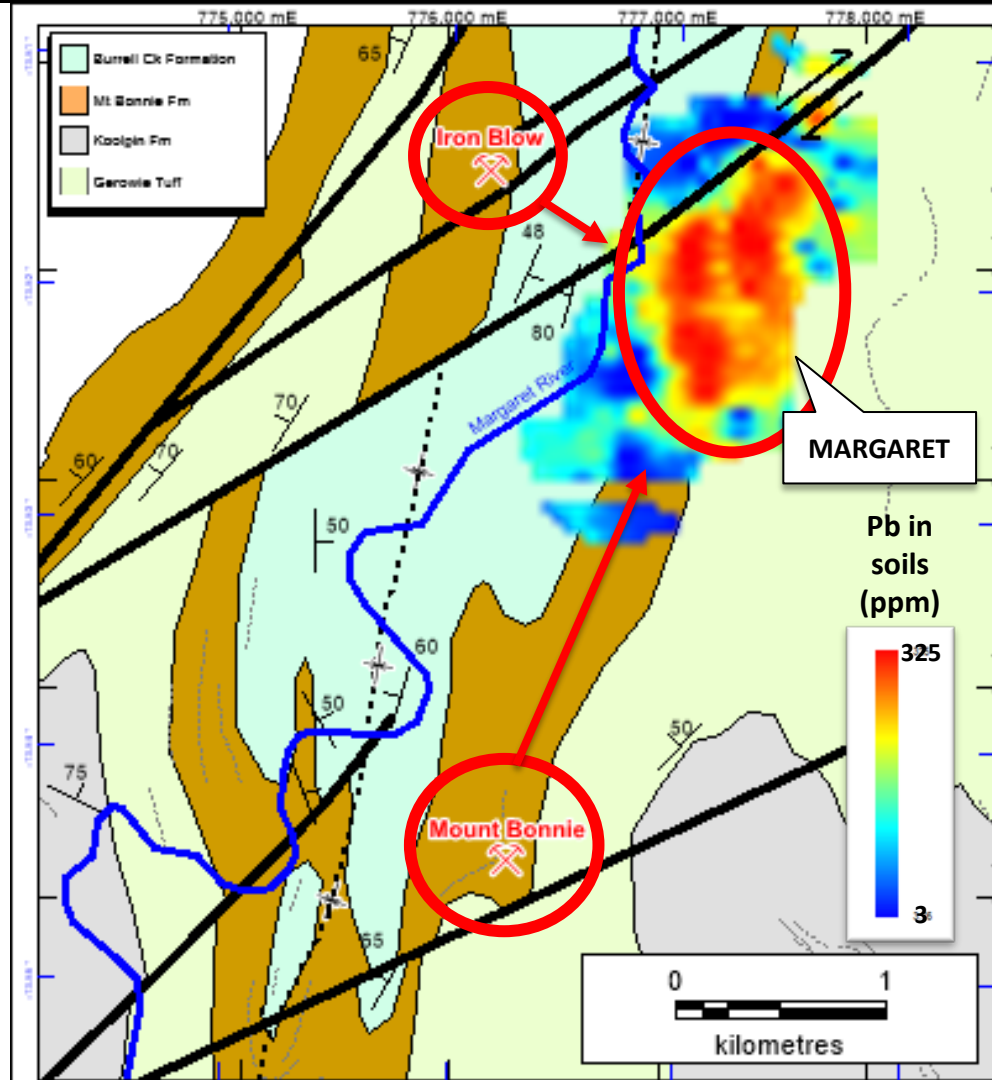 775,000 mE
776,000 mE
777,000 mE
778,000 mE
Burrell Ck Formation
Mt Bonnie Fm
Koolpin Fm
Gerowie Tuff
65
Iron Blow
48
80
MARGARET
Margaret River
70
60
70
50
Pb in
soils
(ppm)
325
3
60
50
50
75
Mount Bonnie
65
0
1
kilometres